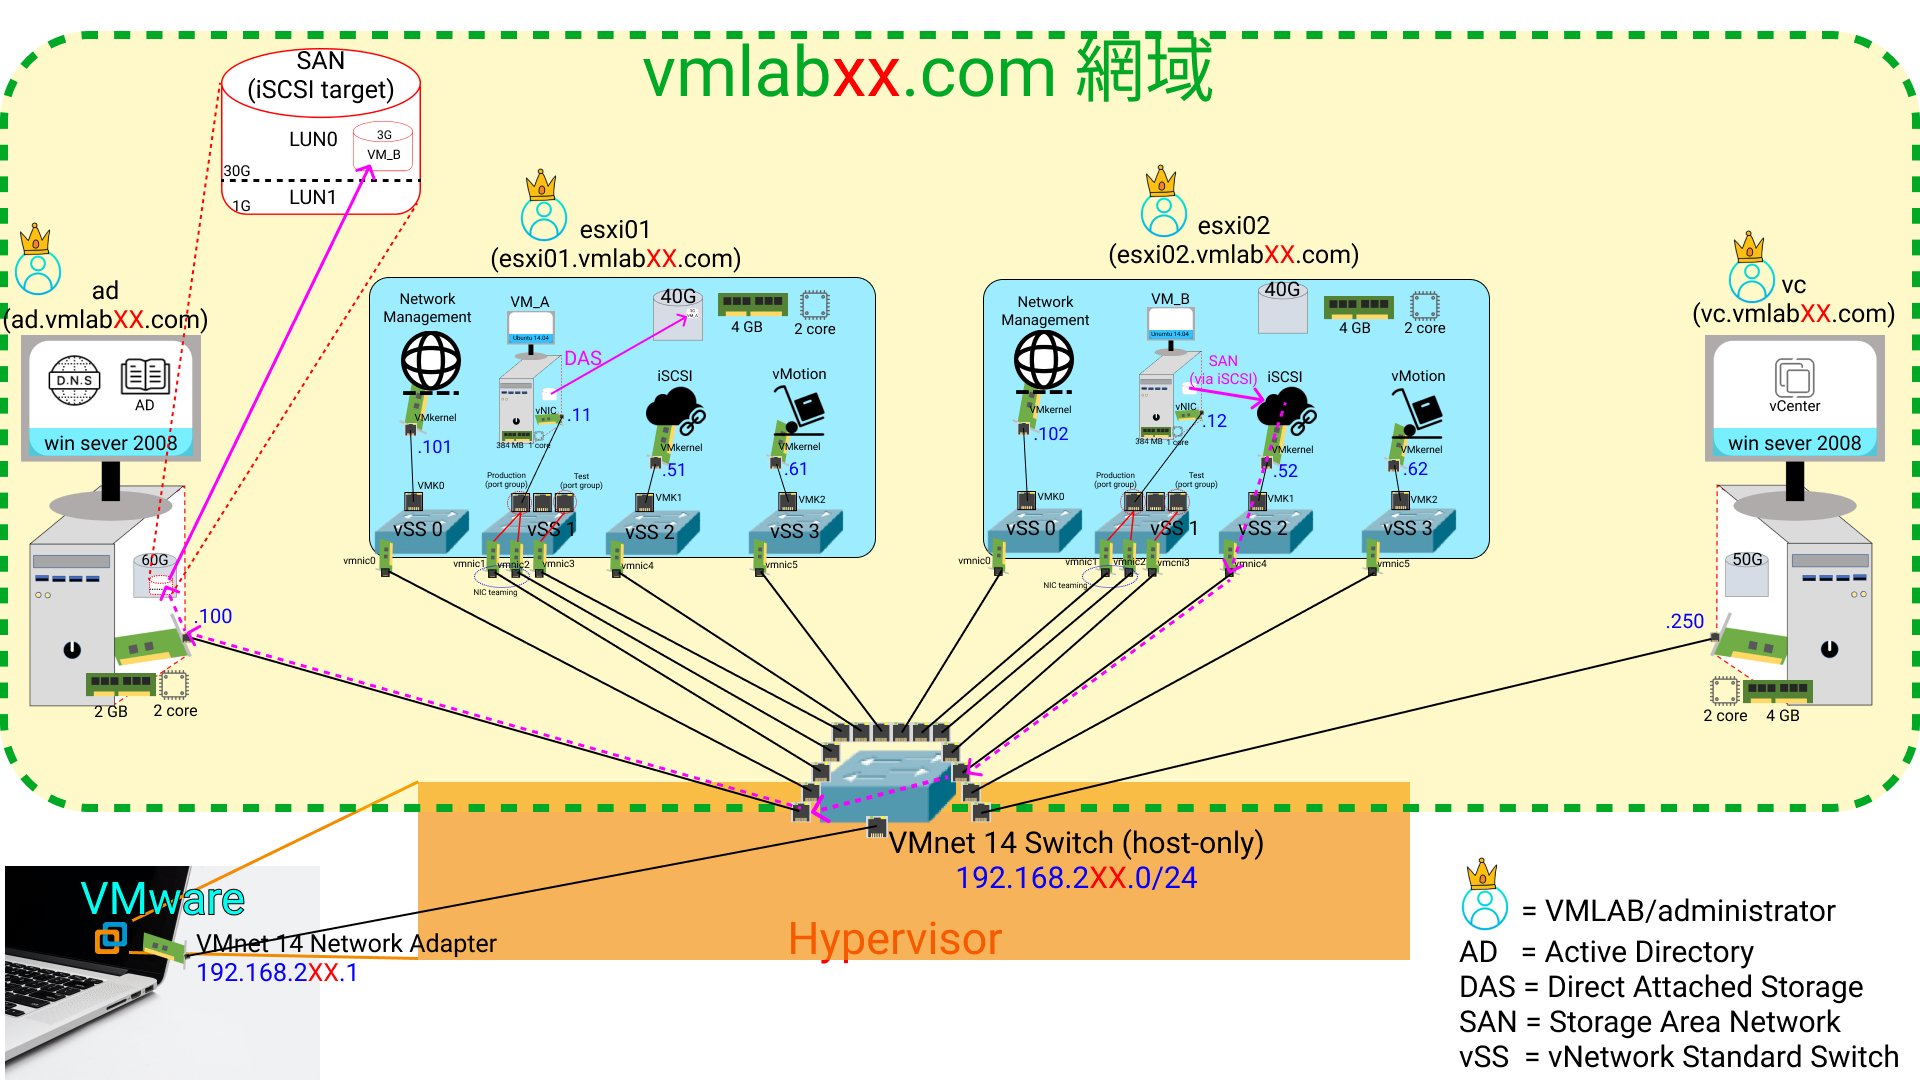 vmlabxx.com 網域
SAN
(iSCSI target)
LUN0
3G
VM_B
30G
LUN1
1G
ad
(ad.vmlabXX.com)
D.N.S
AD
win sever 2008
60G
.100
2 GB
2 core
esxi01
(esxi01.vmlabXX.com)
Network
Management
VM_A
Ubuntu 14.04
40G
4 GB
2 core
DAS
iSCSI
vMotion
VMkernel
.101
vNIC
.11
384 MB
1 core
VMkernel
.51
VMkernel
.61
Production
(port group)
Test
(port group)
VMK0
VMK1
VMK2
vSS 0
vSS 1
vSS 2
vSS 3
vmnic0
vmnic1
vmnic2
vmnic3
vmnic4
vmnic5
NIC teaming
esxi02
(esxi02.vmlabXX.com)
Network
Management
VM_B
40G
4 GB
2 core
SAN
(via iSCSI)
iSCSI
vMotion
VMkernel
.102
vNIC
.12
384 MB
1 core
VMkernel
.52
VMkernel
.62
Production
(port group)
Test
(port group)
VMK0
VMK1
VMK2
vSS 0
vSS 1
vSS 2
vSS 3
vmnic0
vmnic1
vmnic2
vmcni3
vmnic4
vmnic5
NIC teaming
vc
(vc.vmlabXX.com)
vCenter
win sever 2008
50G
.250
2 core
4 GB
VMnet 14 Switch (host-only)
192.168.2XX.0/24
Hypervisor
VMware
VMnet 14 Network Adapter
192.168.2XX.1
= VMLAB/administrator
AD = Active Directory
DAS = Direct Attached Storage
SAN = Storage Area Network
vSS = vNetwork Standard Switch